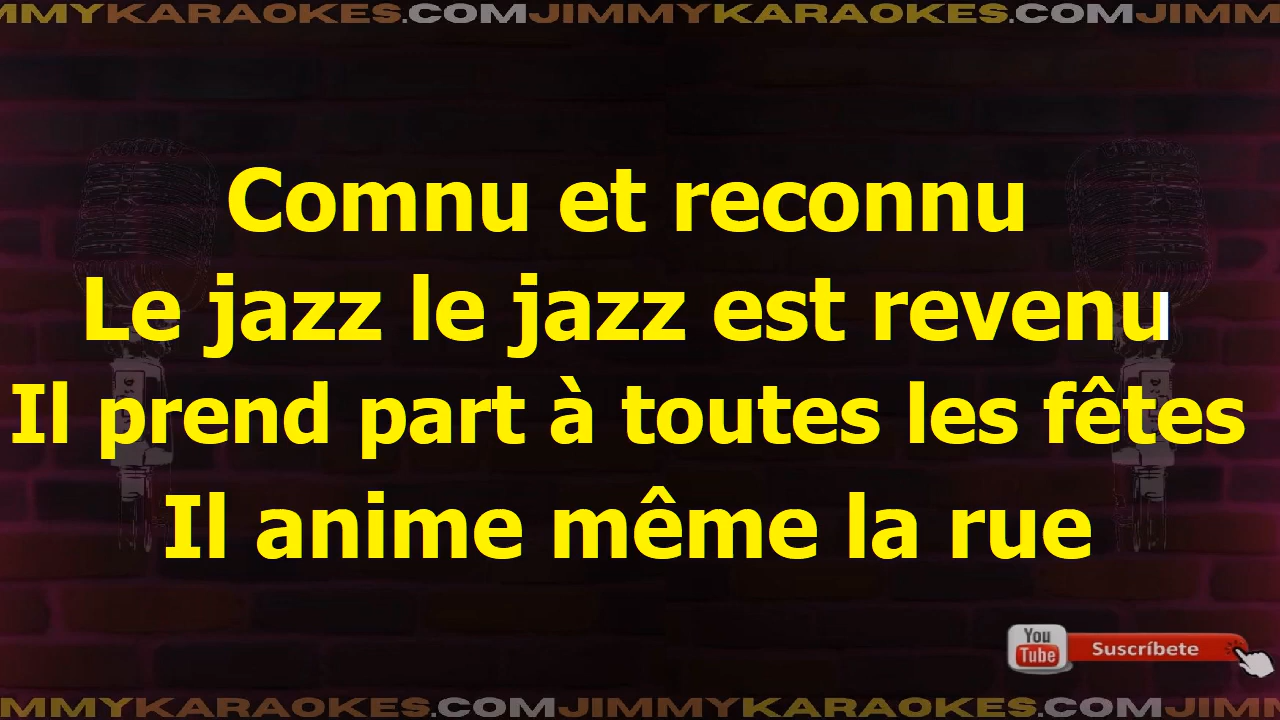 JIMMYKARAOKES.COMJIMMYKARAOKES.COMJIMM
Comnu et reconnu
Le jazz le jazz est revenu
Il prend part à toutes les fêtes
Il anime même la rue
You
Tube
Suscríbete
MMYKARAOKES.COMJIMMYKARAOKES.COMJIMM